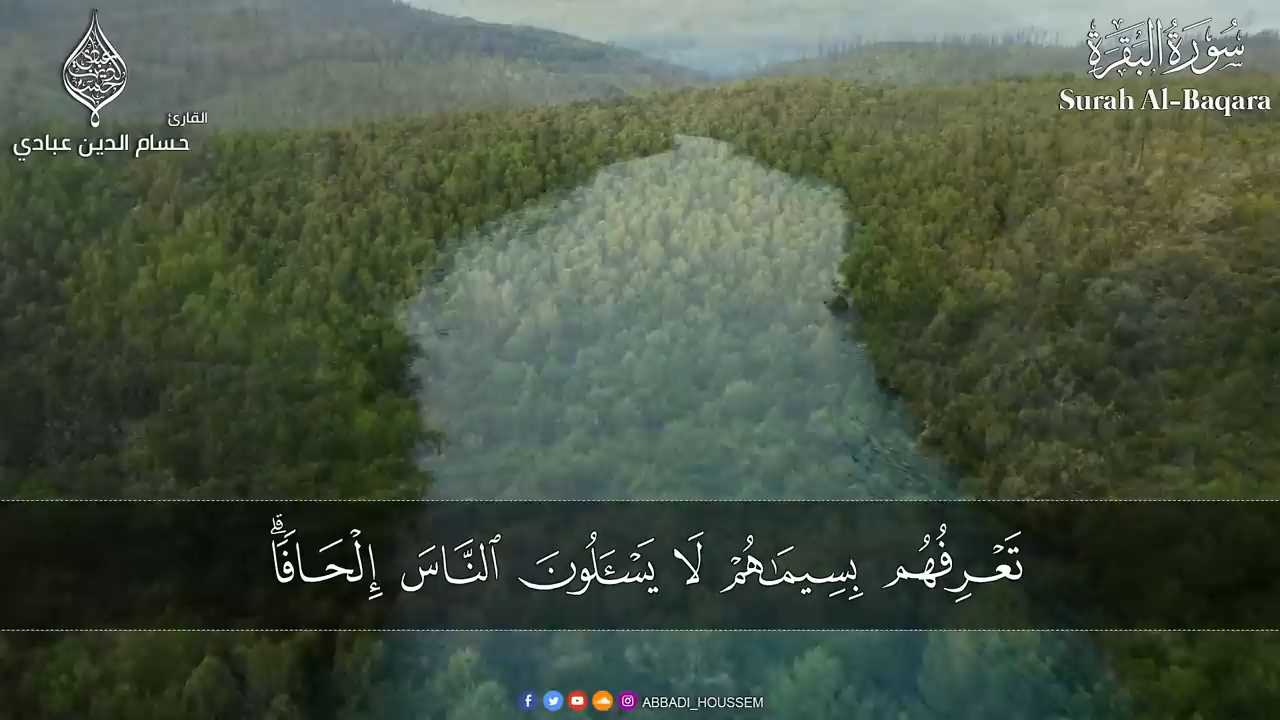 سُورَةُ البَقَرَةِ
Surah Al-Baqara
القارئ
حسام الدين عبادي
تَعۡرِفُهُم بِسِيمَـٰهُمۡ لَا يَسۡـَٔلُونَ ٱلنَّاسَ إِلۡحَافࣰاۗ
ABBADI_HOUSSEM